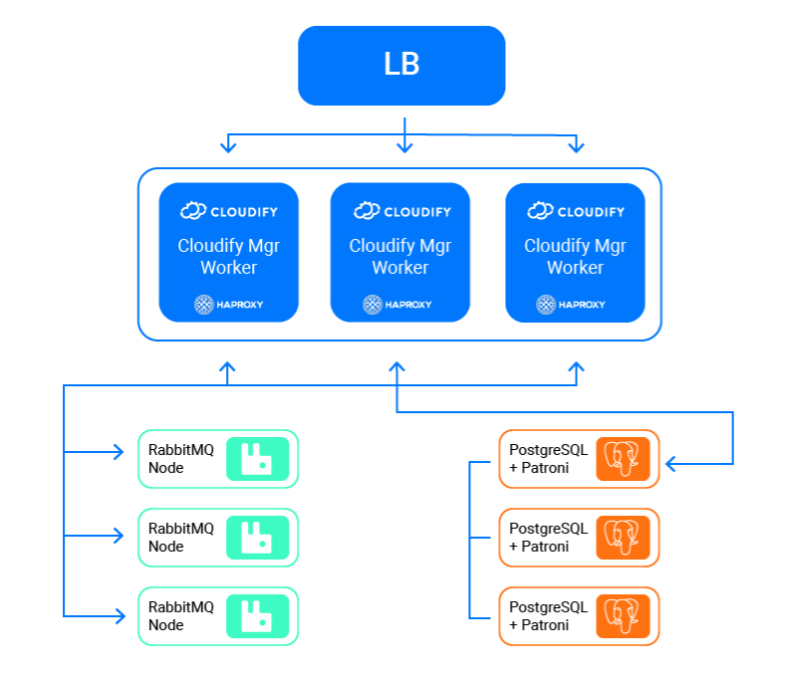 LB
CLOUDIFY
Cloudify Mgr
Worker
HAPROXY
CLOUDIFY
Cloudify Mgr
Worker
HAPROXY
CLOUDIFY
Cloudify Mgr
Worker
HAPROXY
RabbitMQ
Node
RabbitMQ
Node
RabbitMQ
Node
PostgreSQL
+ Patroni
PostgreSQL
+ Patroni
PostgreSQL
+ Patroni